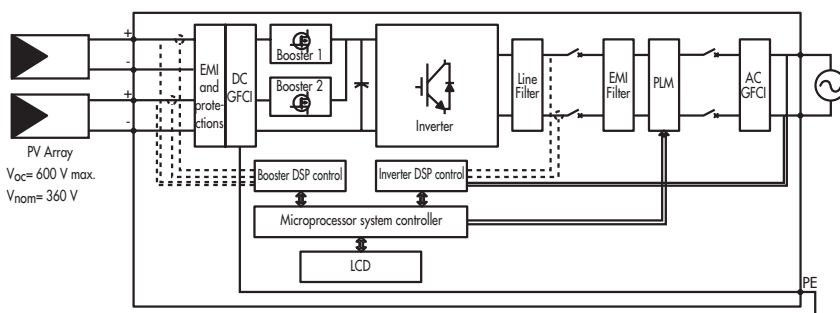 +
-
+
-
PV Array
Voc= 600 V max.
Vnom= 360 V
EMI
and
prote-
ctions
DC
GFCI
Booster 1
Booster 2
Inverter
Line
Filter
EMI
Filter
PLM
AC
GFCI
Booster DSP control
Inverter DSP control
Microprocessor system controller
LCD
PE